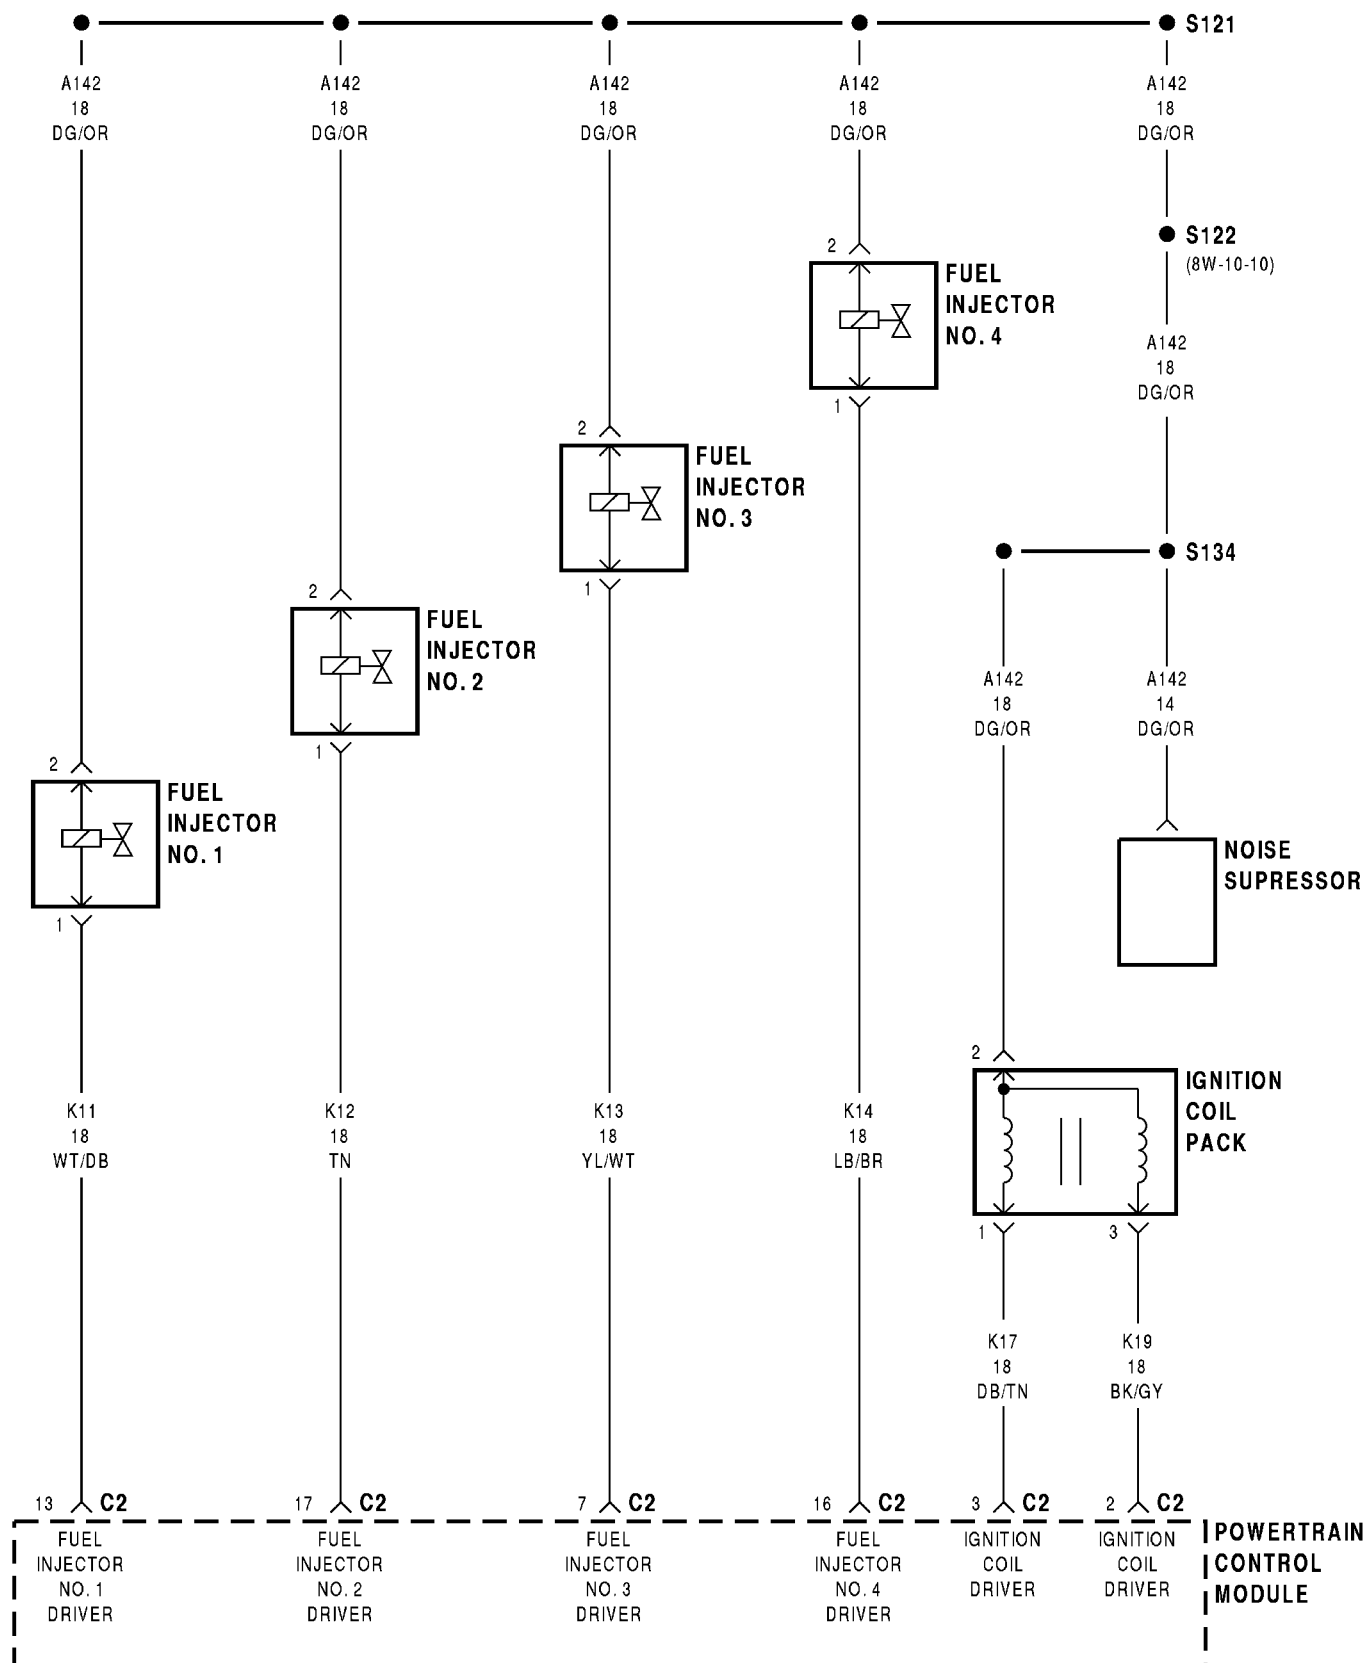 S121
A142
18
DG/OR
A142
18
DG/OR
A142
18
DG/OR
A142
18
DG/OR
A142
18
DG/OR
S122
(8W-10-10)
2
FUEL
INJECTOR
NO. 4
1
A142
18
DG/OR
2
FUEL
INJECTOR
NO. 3
1
S134
2
FUEL
INJECTOR
NO. 2
1
A142
18
DG/OR
A142
14
DG/OR
2
FUEL
INJECTOR
NO. 1
1
NOISE
SUPRESSOR
2
IGNITION
COIL
PACK
1
3
K11
18
WT/DB
K12
18
TN
K13
18
YL/WT
K14
18
LB/BR
K17
18
DB/TN
K19
18
BK/GY
13 C2
17 C2
7 C2
16 C2
3 C2
2 C2
FUEL
INJECTOR
NO. 1
DRIVER
FUEL
INJECTOR
NO. 2
DRIVER
FUEL
INJECTOR
NO. 3
DRIVER
FUEL
INJECTOR
NO. 4
DRIVER
IGNITION
COIL
DRIVER
IGNITION
COIL
DRIVER
POWERTRAIN
CONTROL
MODULE